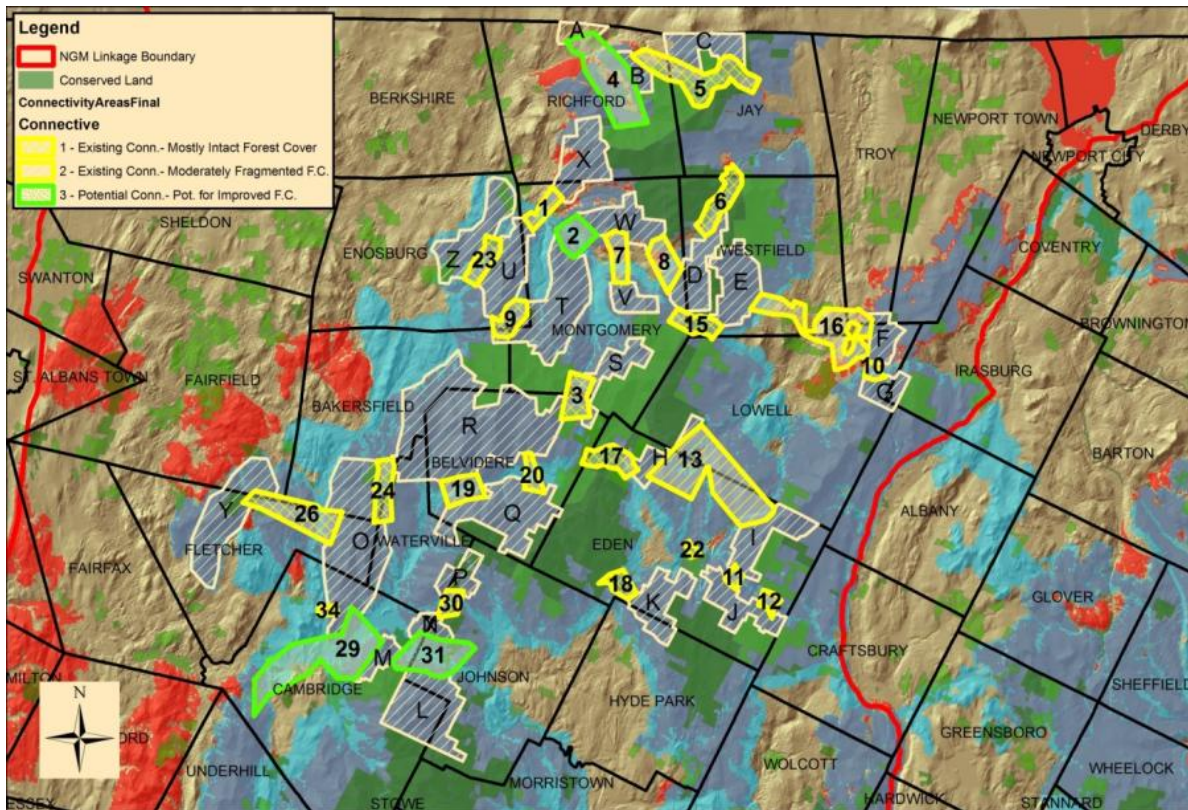 Legend
NGM Linkage Boundary
Conserved Land
ConnectivityAreasFinal
Connective
1 - Existing Conn.- Mostly Intact Forest Cover
2 - Existing Conn.- Moderately Fragmented F.C.
3 - Potential Conn.- Pot. for Improved F.C.
A
C
B
4
5
BERKSHIRE
RICHFORD
JAY
NEWPORT TOWN
DERBY
NEWPORT CITY
TROY
X
SHELDON
1
6
W
2
ENOSBURG
WESTFIELD
COVENTRY
SWANTON
Z
23
U
7
8
D
E
T
V
9
MONTGOMERY
15
16
F
BROWNINGTON
S
10
ST. ALBANS TOWN
FAIRFIELD
IRASBURG
3
G
BAKERSFIELD
LOWELL
R
BARTON
H
13
17
BELVIDERE
20
24
19
Y
26
Q
ALBANY
O
WATERVILLE
EDEN
22
I
FLETCHER
FAIRFAX
P
11
18
K
J
12
34
30
GLOVER
29
M
31
CRAFTSBURY
CAMBRIDGE
JOHNSON
MILTON
SHEFFIELD
HYDE PARK
L
N
GREENSBORO
UNDERHILL
WOLCOTT
WHEELOCK
MORRISTOWN
HARDWICK
STANNARD
STOWE